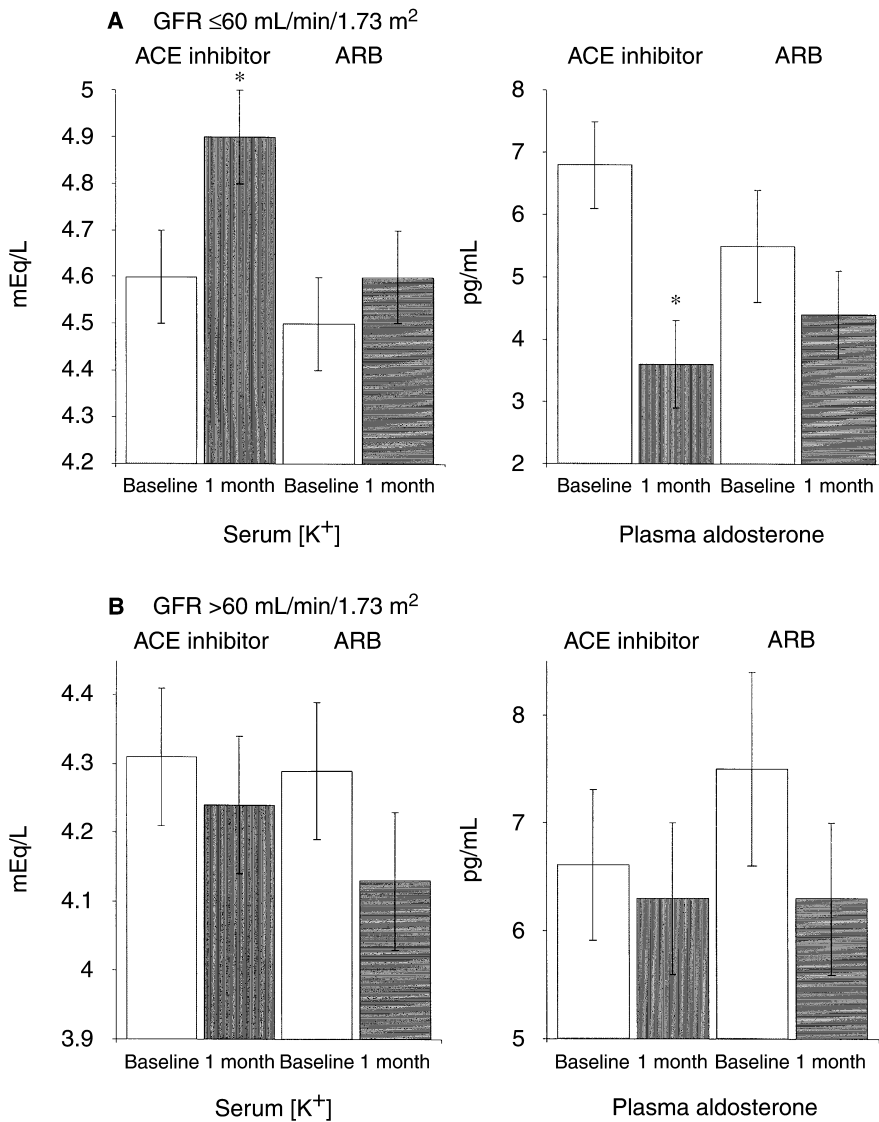 A GFR ≤60 mL/min/1.73 m²
ACE inhibitor ARB
*
5
4.9
4.8
4.7
4.6
4.5
4.4
4.3
4.2
mEq/L
Baseline 1 month Baseline 1 month
Serum [K⁺]
ACE inhibitor ARB
8
7
6
5
4
3
2
pg/mL
*
Baseline 1 month Baseline 1 month
Plasma aldosterone
B GFR >60 mL/min/1.73 m²
ACE inhibitor ARB
4.4
4.3
4.2
4.1
4
3.9
mEq/L
Baseline 1 month Baseline 1 month
Serum [K⁺]
ACE inhibitor ARB
8
7
6
5
pg/mL
Baseline 1 month Baseline 1 month
Plasma aldosterone